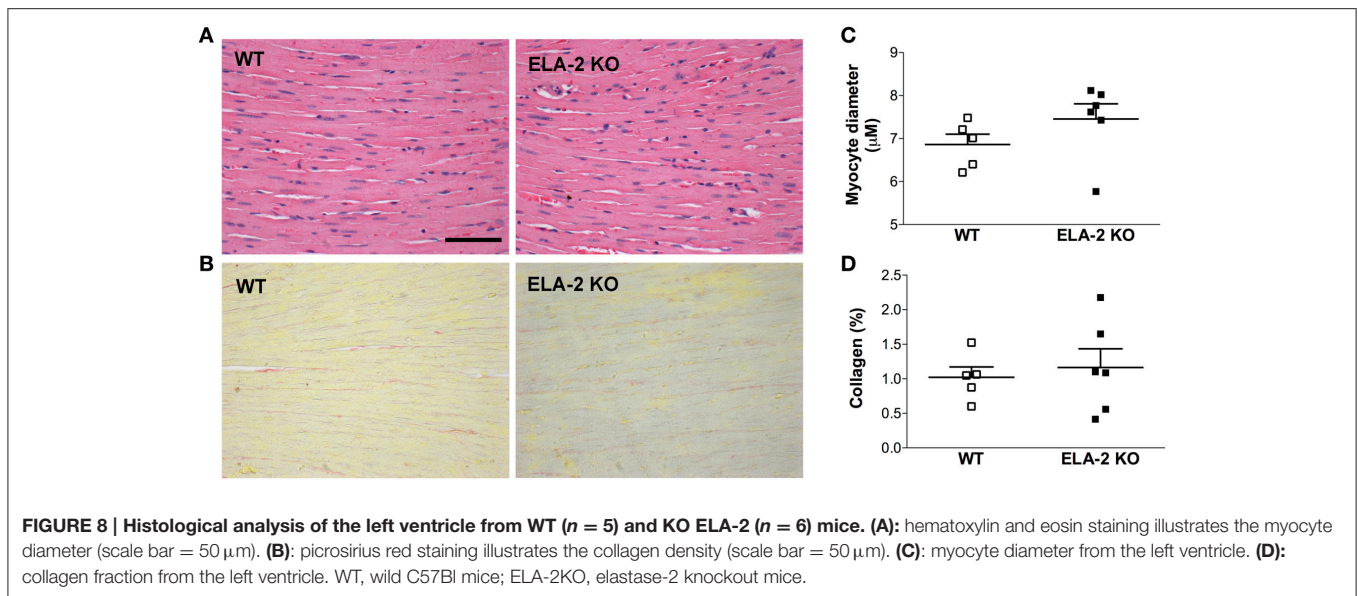 A
WT
ELA-2 KO
B
WT
ELA-2 KO
C
Myocyte diameter
(µM)
9
8
7
6
5
WT
ELA-2 KO
D
Collagen (%)
2.5
2.0
1.5
1.0
0.5
0.0
WT
ELA-2 KO
FIGURE 8 | Histological analysis of the left ventricle from WT (n = 5) and KO ELA-2 (n = 6) mice. (A): hematoxylin and eosin staining illustrates the myocyte
diameter (scale bar = 50 µm). (B): picrosirius red staining illustrates the collagen density (scale bar = 50 µm). (C): myocyte diameter from the left ventricle. (D):
collagen fraction from the left ventricle. WT, wild C57Bl mice; ELA-2KO, elastase-2 knockout mice.